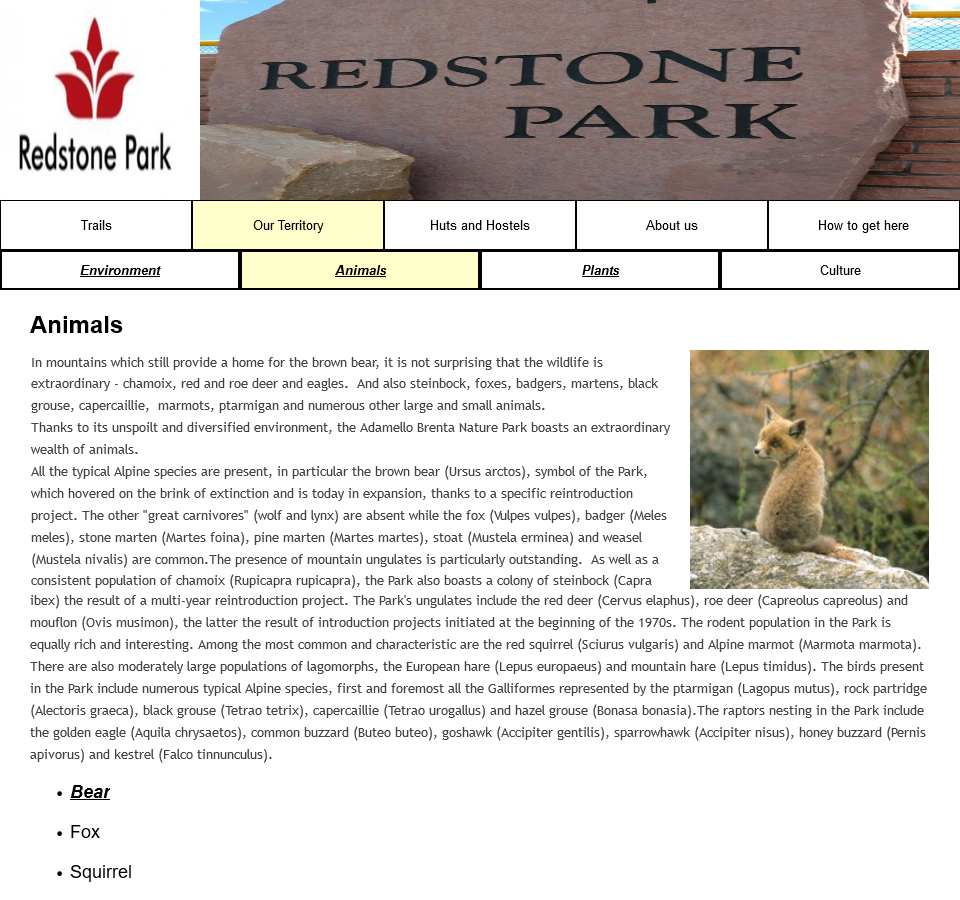 Redstone Park
REDSTONE
PARK
Trails
Our Territory
Huts and Hostels
About us
How to get here
Environment
Animals
Plants
Culture
Animals
In mountains which still provide a home for the brown bear, it is not surprising that the wildlife is
extraordinary - chamoix, red and roe deer and eagles.  And also steinbock, foxes, badgers, martens, black
grouse, capercaillie,  marmots, ptarmigan and numerous other large and small animals.
Thanks to its unspoilt and diversified environment, the Adamello Brenta Nature Park boasts an extraordinary
wealth of animals.
All the typical Alpine species are present, in particular the brown bear (Ursus arctos), symbol of the Park,
which hovered on the brink of extinction and is today in expansion, thanks to a specific reintroduction
project. The other "great carnivores" (wolf and lynx) are absent while the fox (Vulpes vulpes), badger (Meles
meles), stone marten (Martes foina), pine marten (Martes martes), stoat (Mustela erminea) and weasel
(Mustela nivalis) are common.The presence of mountain ungulates is particularly outstanding.  As well as a
consistent population of chamoix (Rupicapra rupicapra), the Park also boasts a colony of steinbock (Capra
ibex) the result of a multi-year reintroduction project. The Park's ungulates include the red deer (Cervus elaphus), roe deer (Capreolus capreolus) and
mouflon (Ovis musimon), the latter the result of introduction projects initiated at the beginning of the 1970s. The rodent population in the Park is
equally rich and interesting. Among the most common and characteristic are the red squirrel (Sciurus vulgaris) and Alpine marmot (Marmota marmota).
There are also moderately large populations of lagomorphs, the European hare (Lepus europaeus) and mountain hare (Lepus timidus). The birds present
in the Park include numerous typical Alpine species, first and foremost all the Galliformes represented by the ptarmigan (Lagopus mutus), rock partridge
(Alectoris graeca), black grouse (Tetrao tetrix), capercaillie (Tetrao urogallus) and hazel grouse (Bonasa bonasia).The raptors nesting in the Park include
the golden eagle (Aquila chrysaetos), common buzzard (Buteo buteo), goshawk (Accipiter gentilis), sparrowhawk (Accipiter nisus), honey buzzard (Pernis
apivorus) and kestrel (Falco tinnunculus).
• Bear
• Fox
• Squirrel